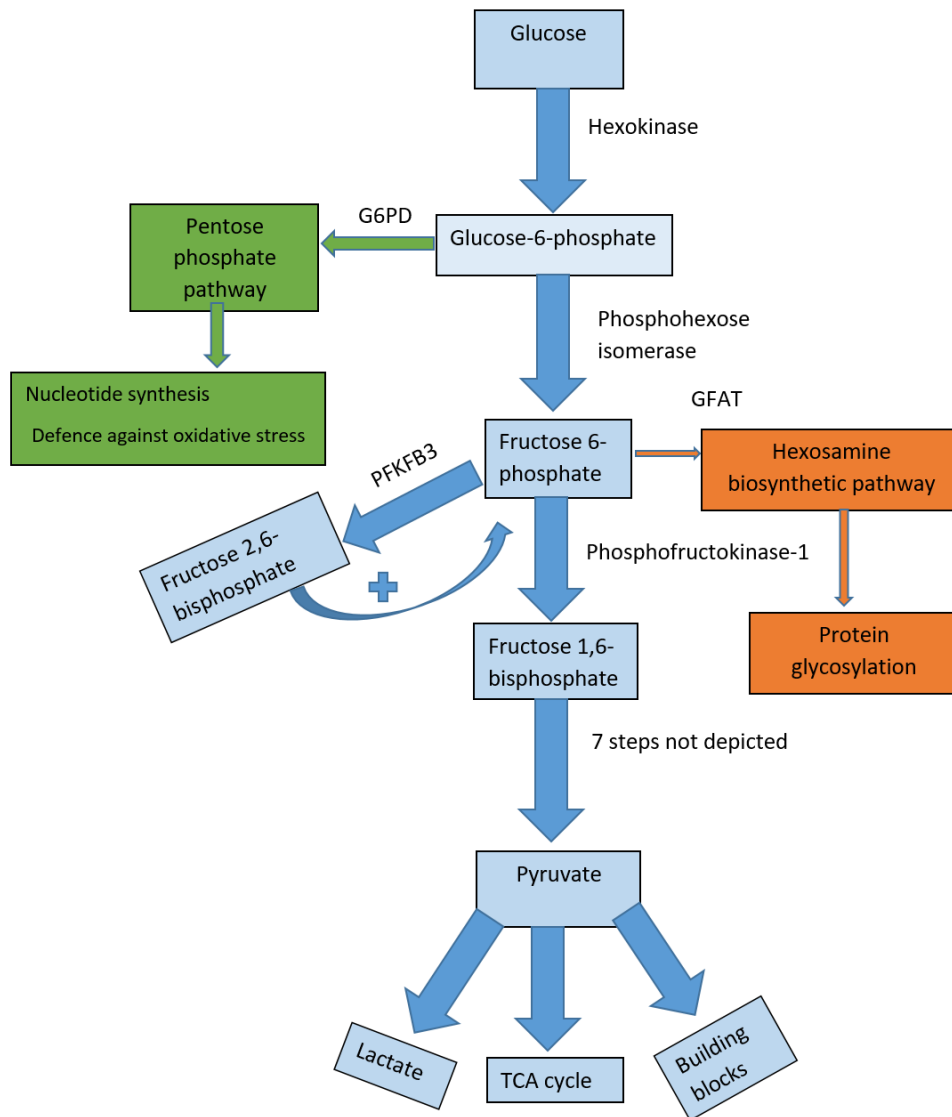 Glucose
Hexokinase
G6PD
Pentose
phosphate
pathway
Glucose-6-phosphate
Nucleotide synthesis
Defence against oxidative stress
Phosphohexose
isomerase
GFAT
Fructose 6-
phosphate
Hexosamine
biosynthetic pathway
PFKFB3
Fructose 2,6-
bisphosphate
Phosphofructokinase-1
Protein
glycosylation
Fructose 1,6-
bisphosphate
7 steps not depicted
Pyruvate
Lactate
TCA cycle
Building
blocks